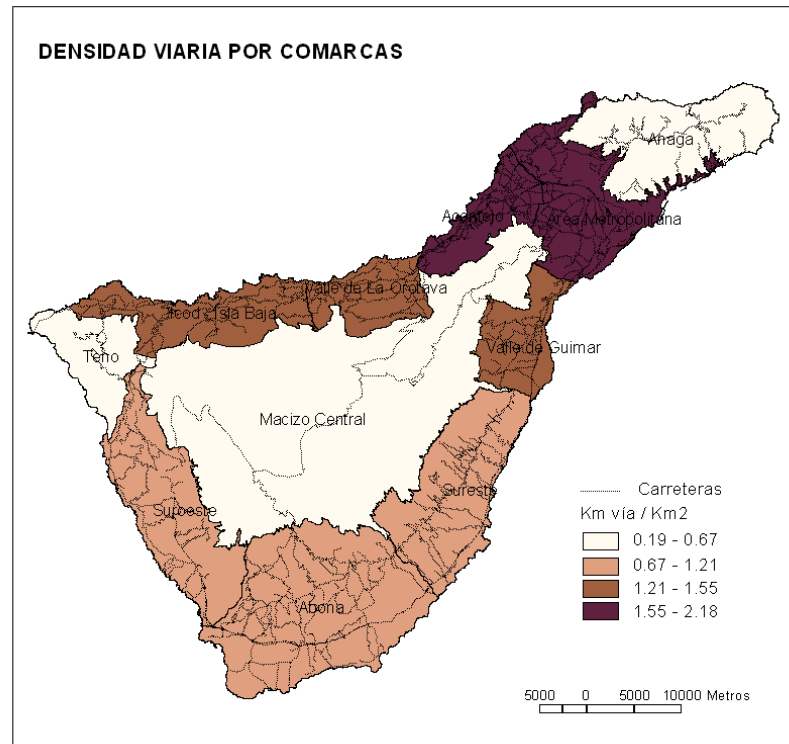 DENSIDAD VIARIA POR COMARCAS
Anaga
Acentejo
Area Metropolitana
Valle de La Orotava
Icod - Isla Baja
Teno
Valle de Guimar
Macizo Central
Sureste
Suroeste
Abona
Carreteras
Km vía / Km2
0.19 - 0.67
0.67 - 1.21
1.21 - 1.55
1.55 - 2.18
5000 0 5000 10000 Metros